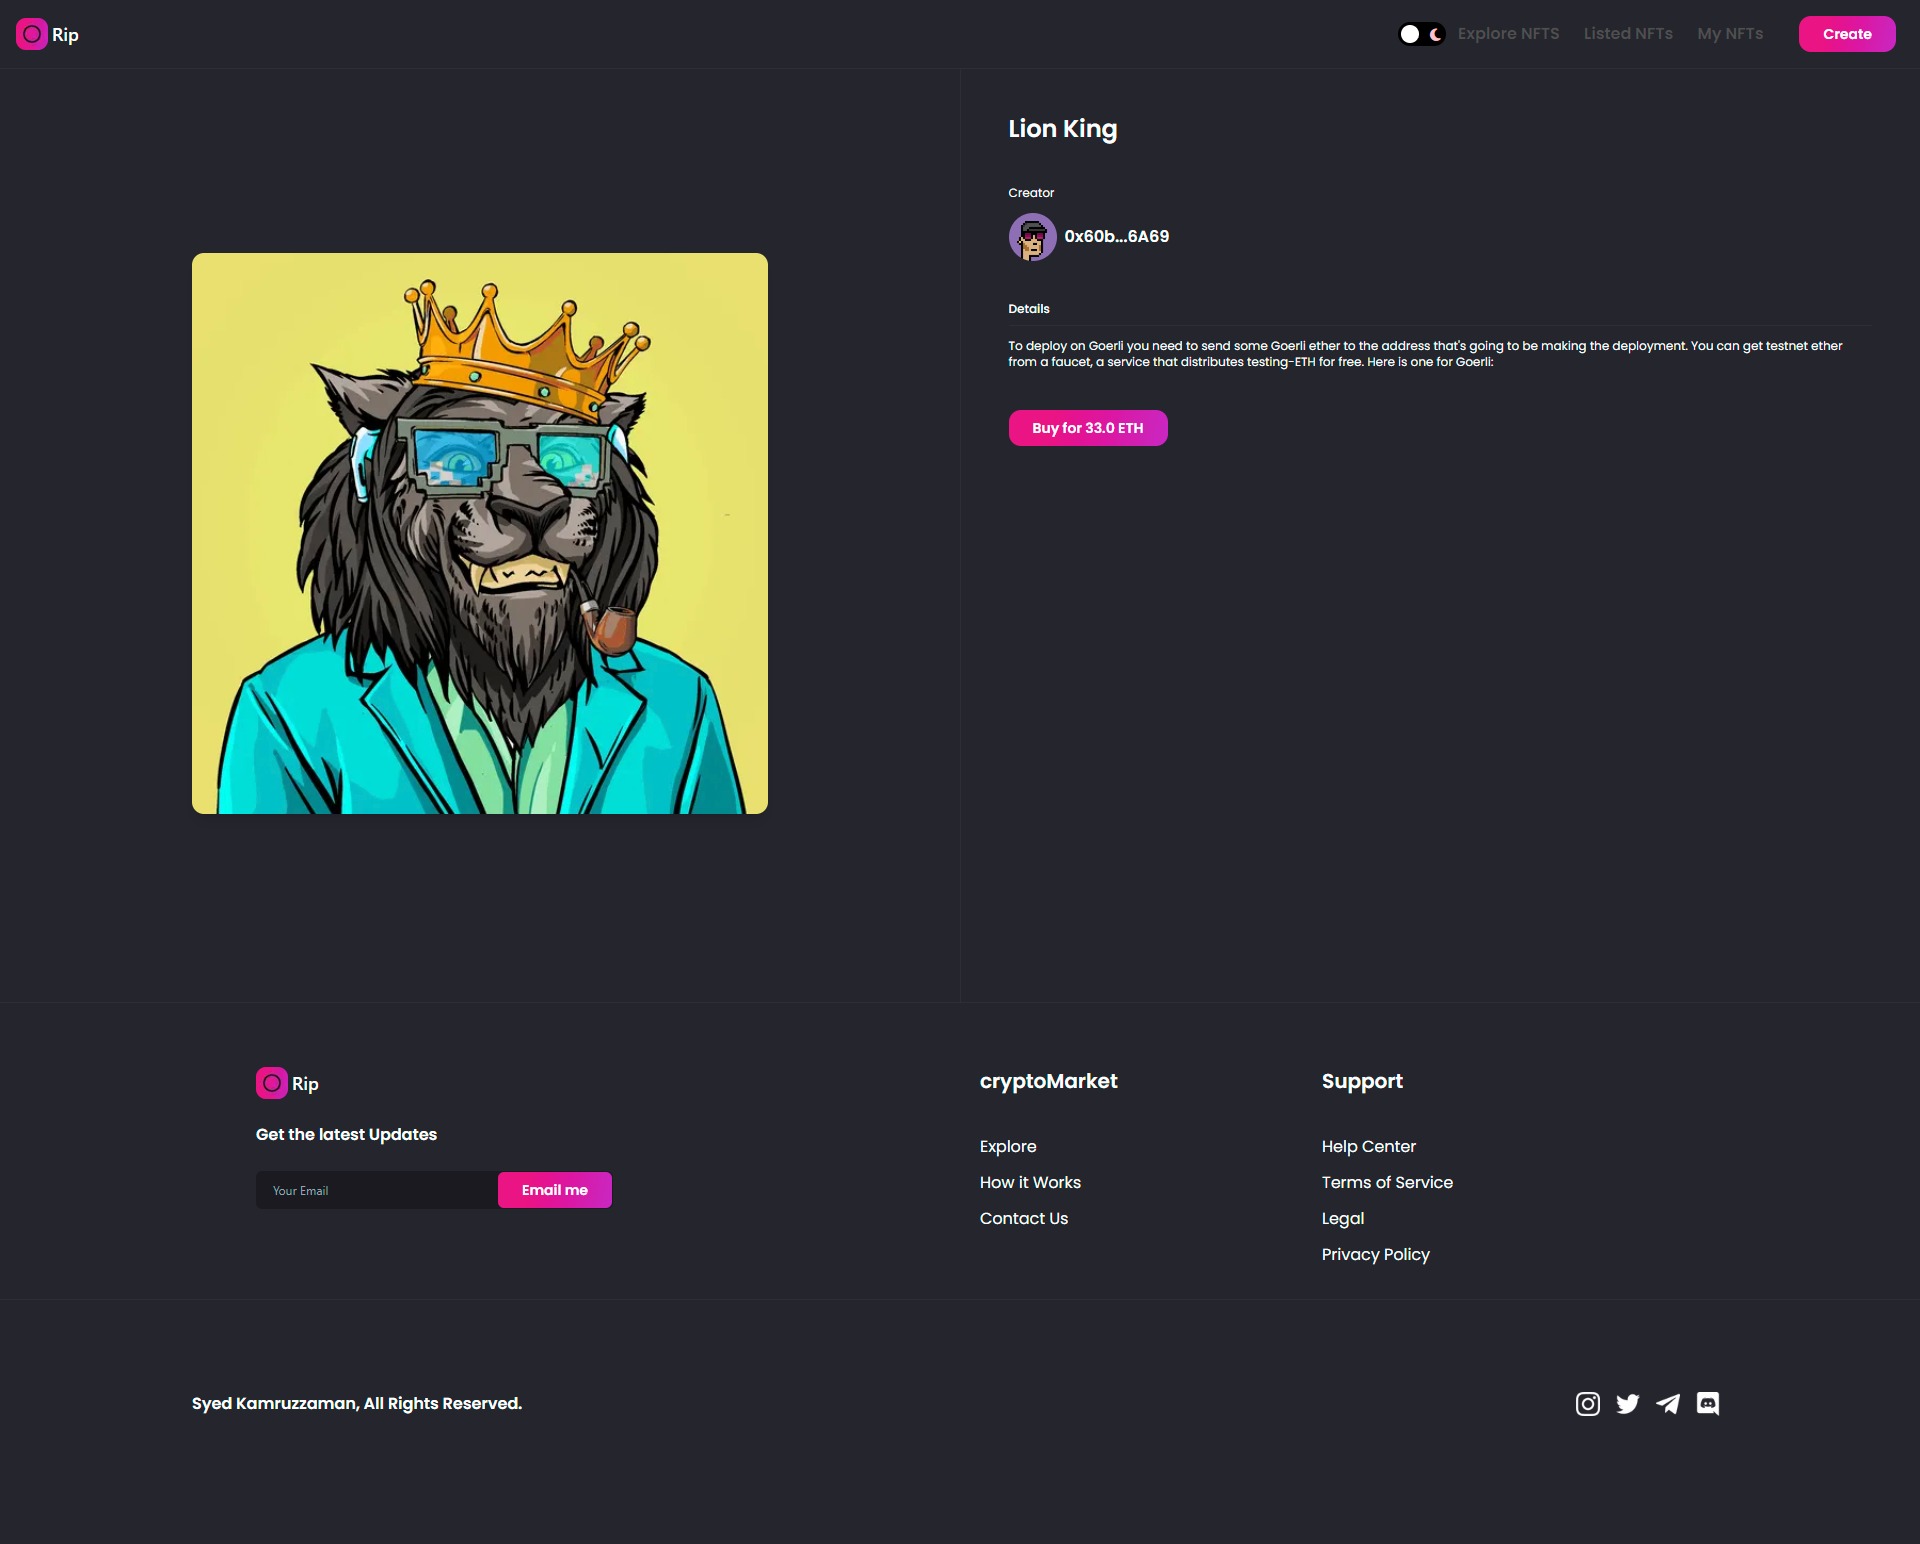 Rip
Explore NFTS
Listed NFTs
My NFTs
Create
Lion King
Creator
0x60b...6A69
Details
To deploy on Goerli you need to send some Goerli ether to the address that's going to be making the deployment. You can get testnet ether
from a faucet, a service that distributes testing-ETH for free. Here is one for Goerli:
Buy for 33.0 ETH
Rip
Get the latest Updates
Your Email
Email me
cryptoMarket
Explore
How it Works
Contact Us
Support
Help Center
Terms of Service
Legal
Privacy Policy
Syed Kamruzzaman, All Rights Reserved.